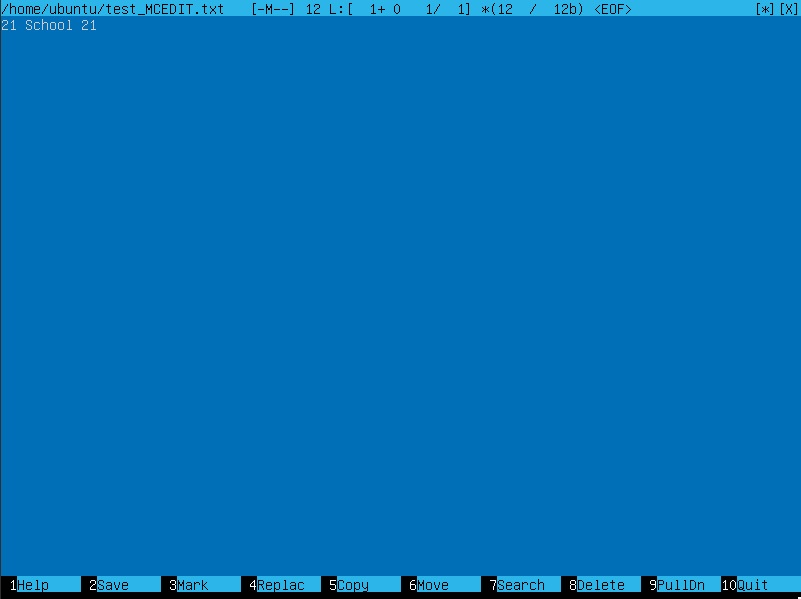 /home/ubuntu/test_MCEDIT.txt   [-M--] 12 L:[  1+ 0   1/  1] *(12  /  12b) <EOF>   [*][X]
21 School 21
1Help 2Save 3Mark 4Replac 5Copy 6Move 7Search 8Delete 9PullDn 10Quit